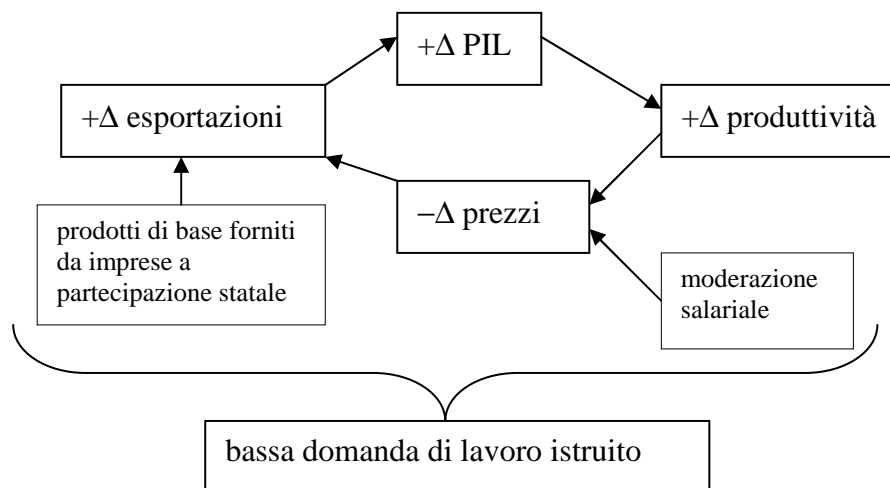 +Δ PIL
+Δ esportazioni
+Δ produttività
−Δ prezzi
prodotti di base forniti
da imprese a
partecipazione statale
moderazione
salariale
bassa domanda di lavoro istruito